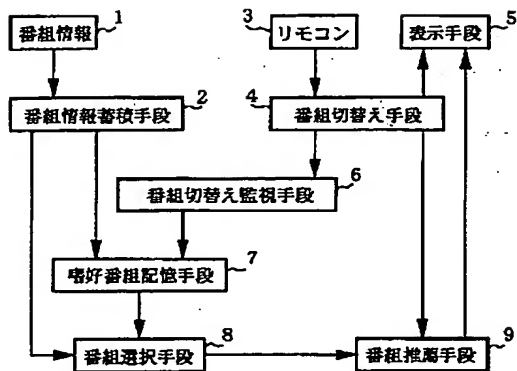 1
番組情報
3
リモコン
5
表示手段
2
番組情報蓄積手段
4
番組切替え手段
6
番組切替え監視手段
7
嗜好番組記憶手段
8
番組選択手段
9
番組推薦手段